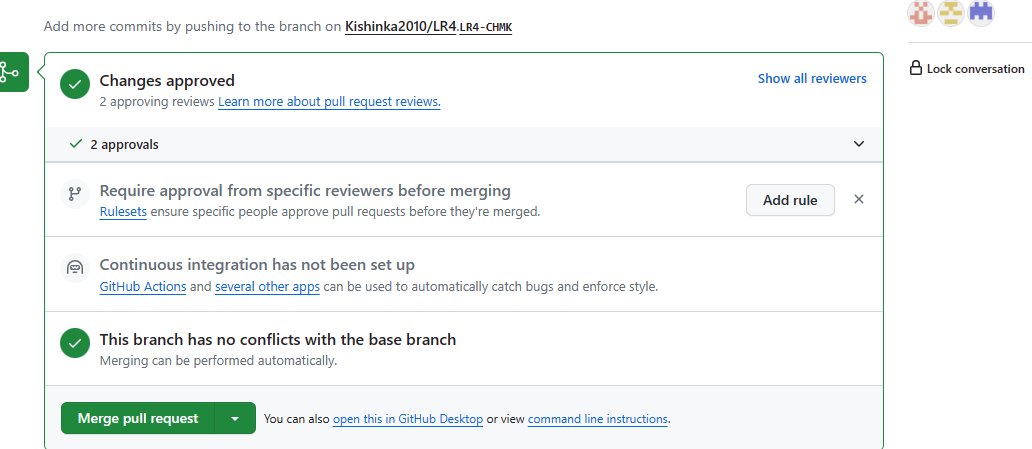 Add more commits by pushing to the branch on Kishinka2010/LR4.LR4-CHMK
Lock conversation
Changes approved
Show all reviewers
2 approving reviews Learn more about pull request reviews.
2 approvals
Require approval from specific reviewers before merging
Rulesets ensure specific people approve pull requests before they're merged.
Add rule
Continuous integration has not been set up
GitHub Actions and several other apps can be used to automatically catch bugs and enforce style.
This branch has no conflicts with the base branch
Merging can be performed automatically.
Merge pull request
You can also open this in GitHub Desktop or view command line instructions.